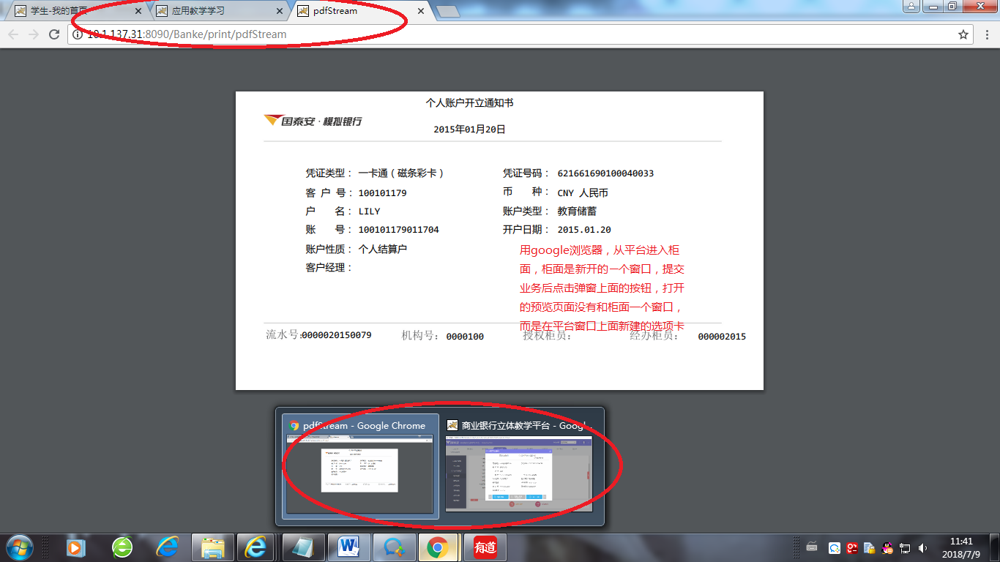 学生-我的首页
应用教学学习
pdfStream
10.1.137.31:8090/Banke/print/pdfStream
个人账户开立通知书
国泰安·模拟银行
2015年01月20日
凭证类型： 一卡通（磁条彩卡） 凭证号码： 621661690100040033
客 户 号： 100101179 币 种： CNY 人民币
户 名： LILY 账户类型： 教育储蓄
账 号： 100101179011704 开户日期： 2015.01.20
账户性质： 个人结算户
客户经理：
用google浏览器，从平台进入柜
面，柜面是新开的一个窗口，提交
业务后点击弹窗上面的按钮，打开
的预览页面没有和柜面一个窗口，
而是在平台窗口上面新建的选项卡
流水号:0000020150079 机构号: 0000100 授权柜员: 经办柜员: 000002015
pdfStream - Google Chrome
商业银行立体教学平台 - Googl...
有道
11:41
2018/7/9